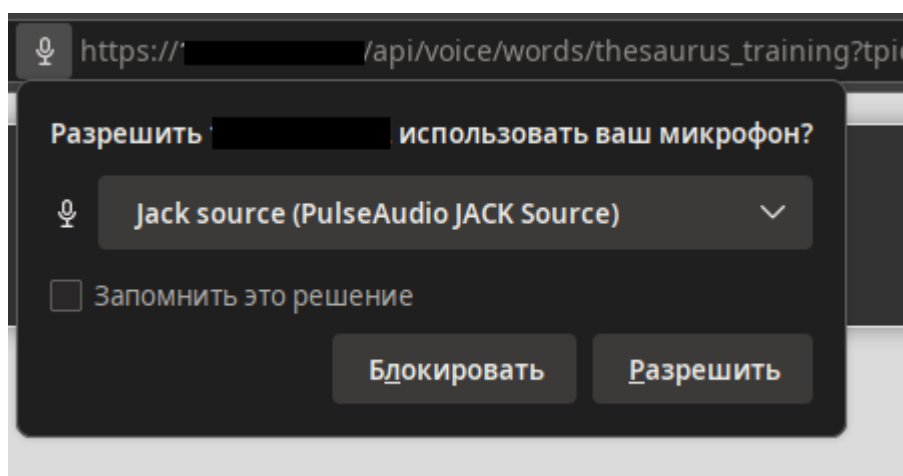 https:// /api/voice/words/thesaurus_training?tpi
Разрешить использовать ваш микрофон?
Jack source (PulseAudio JACK Source)
Запомнить это решение
Блокировать Разрешить